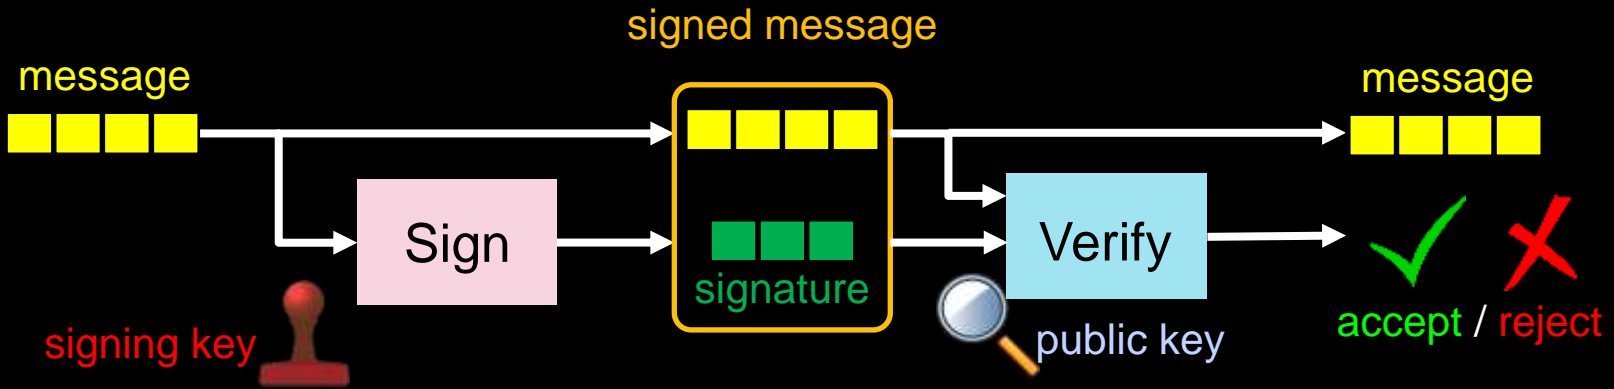 signed message
message
message
Sign
Verify
signature
signing key
public key
accept / reject